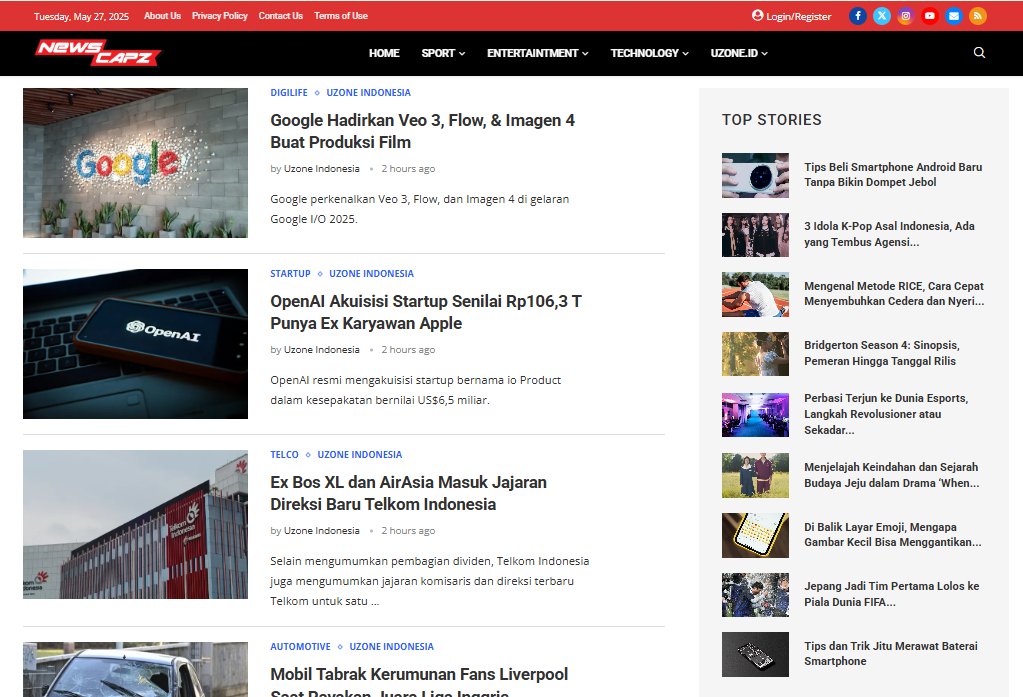 Tuesday, May 27, 2025 About Us Privacy Policy Contact Us Terms of Use Login/Register
NEWS CAPZ
HOME SPORT ENTERTAINTMENT TECHNOLOGY UZONE.ID
Google
DIGILIFE UZONE INDONESIA
Google Hadirkan Veo 3, Flow, & Imagen 4
Buat Produksi Film
by Uzone Indonesia 2 hours ago
Google perkenalkan Veo 3, Flow, dan Imagen 4 di gelaran
Google I/O 2025.
OpenAI
STARTUP UZONE INDONESIA
OpenAI Akuisisi Startup Senilai Rp106,3 T
Punya Ex Karyawan Apple
by Uzone Indonesia 2 hours ago
OpenAI resmi mengakuisisi startup bernama io Product
dalam kesepakatan bernilai US$6,5 miliar.
Telkom
Indonesia
TELCO UZONE INDONESIA
Ex Bos XL dan AirAsia Masuk Jajaran
Direksi Baru Telkom Indonesia
by Uzone Indonesia 2 hours ago
Selain mengumumkan pembagian dividen, Telkom Indonesia
juga mengumumkan jajaran komisaris dan direksi terbaru
Telkom untuk satu ...
AUTOMOTIVE UZONE INDONESIA
Mobil Tabrak Kerumunan Fans Liverpool
Saat Rayakan Juara Liga Inggris
TOP STORIES
Tips Beli Smartphone Android Baru
Tanpa Bikin Dompet Jebol
3 Idola K-Pop Asal Indonesia, Ada
yang Tembus Agensi...
Mengenal Metode RICE, Cara Cepat
Menyembuhkan Cedera dan Nyeri...
Bridgerton Season 4: Sinopsis,
Pemeran Hingga Tanggal Rilis
Perbasi Terjun ke Dunia Esports,
Langkah Revolusioner atau
Sekadar...
Menjelajah Keindahan dan Sejarah
Budaya Jeju dalam Drama ‘When...
Di Balik Layar Emoji, Mengapa
Gambar Kecil Bisa Menggantikan...
Jepang Jadi Tim Pertama Lolos ke
Piala Dunia FIFA...
Tips dan Trik Jitu Merawat Baterai
Smartphone